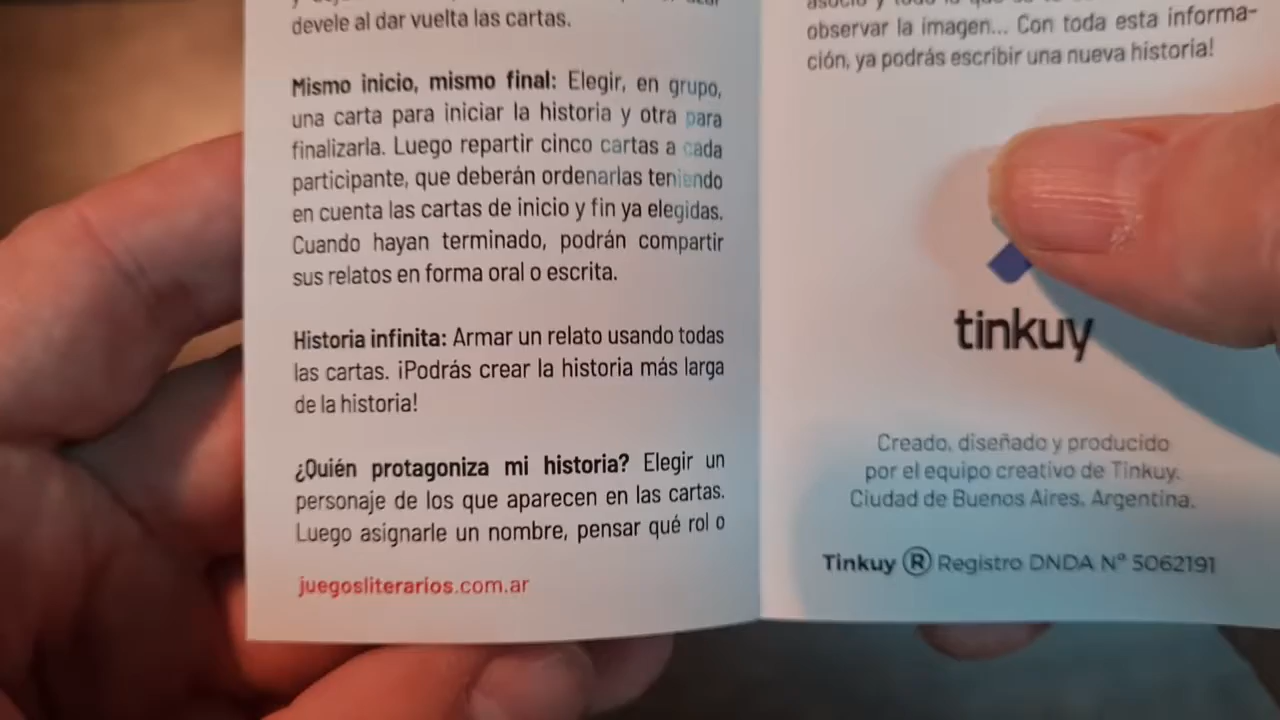 devele al dar vuelta las cartas.
Mismo inicio, mismo final: Elegir, en grupo,
una carta para iniciar la historia y otra para
finalizarla. Luego repartir cinco cartas a cada
participante, que deberán ordenarlas teniendo
en cuenta las cartas de inicio y fin ya elegidas.
Cuando hayan terminado, podrán compartir
sus relatos en forma oral o escrita.
Historia infinita: Armar un relato usando todas
las cartas. ¡Podrás crear la historia más larga
de la historia!
¿Quién protagoniza mi historia? Elegir un
personaje de los que aparecen en las cartas.
Luego asignarle un nombre, pensar qué rol o
juegosliterarios.com.ar
observar la imagen... Con toda esta informa-
ción, ya podrás escribir una nueva historia!
tinkuy
Creado, diseñado y producido
por el equipo creativo de Tinkuy.
Ciudad de Buenos Aires, Argentina.
Tinkuy ® Registro DNDA Nº 5062191